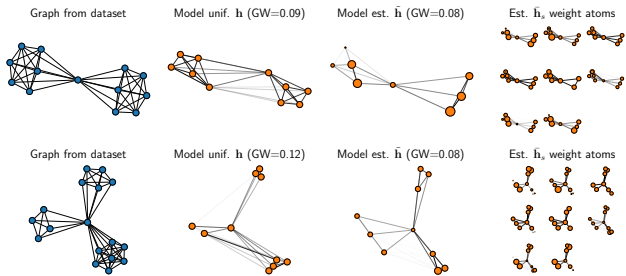 Graph from dataset
Model unif. h (GW=0.09)
Model est. h̃ (GW=0.08)
Est. h̃ₛ weight atoms
Graph from dataset
Model unif. h (GW=0.12)
Model est. h̃ (GW=0.08)
Est. h̃ₛ weight atoms